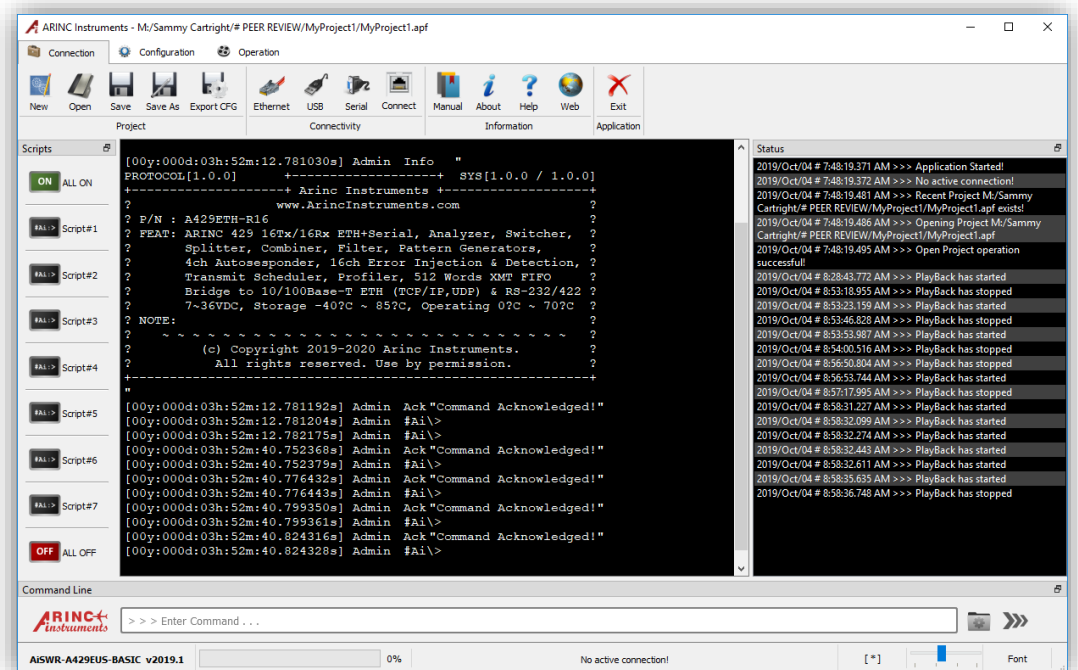 ARINC Instruments - M:/Sammy Cartright/# PEER REVIEW/MyProject1/MyProject1.apf
Connection Configuration Operation
New Open Save Save As Export CFG Ethernet USB Serial Connect Manual About Help Web Exit
Project Connectivity Information Application
Scripts
ON ALL ON
#Ai:> Script#1
#Ai:> Script#2
#Ai:> Script#3
#Ai:> Script#4
#Ai:> Script#5
#Ai:> Script#6
#Ai:> Script#7
OFF ALL OFF
[00y:000d:03h:52m:12.781030s] Admin Info "
PROTOCOL[1.0.0] +-------------------+ SYS[1.0.0 / 1.0.0]
+--------------------+ Arinc Instruments +-------------------+
? www.ArincInstruments.com ?
? P/N : A429ETH-R16 ?
? FEAT: ARINC 429 16Tx/16Rx ETH+Serial, Analyzer, Switcher, ?
? Splitter, Combiner, Filter, Pattern Generators, ?
? 4ch Autosesponder, 16ch Error Injection & Detection, ?
? Transmit Scheduler, Profiler, 512 Words XMT FIFO ?
? Bridge to 10/100Base-T ETH (TCP/IP,UDP) & RS-232/422 ?
? 7~36VDC, Storage -40?C ~ 85?C, Operating 0?C ~ 70?C ?
? NOTE: ?
? ~ ~ ~ ~ ~ ~ ~ ~ ~ ~ ~ ~ ~ ~ ~ ~ ~ ~ ~ ~ ~ ~ ~ ~ ~ ~ ~ ?
? (c) Copyright 2019-2020 Arinc Instruments. ?
? All rights reserved. Use by permission. ?
+------------------------------------------------------------+
"
[00y:000d:03h:52m:12.781192s] Admin Ack "Command Acknowledged!"
[00y:000d:03h:52m:12.781204s] Admin #Ai\>
[00y:000d:03h:52m:12.782175s] Admin #Ai\>
[00y:000d:03h:52m:40.752368s] Admin Ack "Command Acknowledged!"
[00y:000d:03h:52m:40.752379s] Admin #Ai\>
[00y:000d:03h:52m:40.776432s] Admin Ack "Command Acknowledged!"
[00y:000d:03h:52m:40.776443s] Admin #Ai\>
[00y:000d:03h:52m:40.799350s] Admin Ack "Command Acknowledged!"
[00y:000d:03h:52m:40.799361s] Admin #Ai\>
[00y:000d:03h:52m:40.824316s] Admin Ack "Command Acknowledged!"
[00y:000d:03h:52m:40.824328s] Admin #Ai\>
Status
2019/Oct/04 # 7:48:19.371 AM >>> Application Started!
2019/Oct/04 # 7:48:19.372 AM >>> No active connection!
2019/Oct/04 # 7:48:19.481 AM >>> Recent Project M:/Sammy
Cartright/# PEER REVIEW/MyProject1/MyProject1.apf exists!
2019/Oct/04 # 7:48:19.486 AM >>> Opening Project M:/Sammy
Cartright/# PEER REVIEW/MyProject1/MyProject1.apf
2019/Oct/04 # 7:48:19.495 AM >>> Open Project operation
successful!
2019/Oct/04 # 8:28:43.772 AM >>> PlayBack has started
2019/Oct/04 # 8:53:18.955 AM >>> PlayBack has stopped
2019/Oct/04 # 8:53:23.159 AM >>> PlayBack has started
2019/Oct/04 # 8:53:46.828 AM >>> PlayBack has stopped
2019/Oct/04 # 8:53:53.987 AM >>> PlayBack has started
2019/Oct/04 # 8:54:00.516 AM >>> PlayBack has stopped
2019/Oct/04 # 8:56:50.804 AM >>> PlayBack has stopped
2019/Oct/04 # 8:56:53.744 AM >>> PlayBack has started
2019/Oct/04 # 8:57:17.995 AM >>> PlayBack has stopped
2019/Oct/04 # 8:58:31.227 AM >>> PlayBack has started
2019/Oct/04 # 8:58:32.099 AM >>> PlayBack has started
2019/Oct/04 # 8:58:32.274 AM >>> PlayBack has started
2019/Oct/04 # 8:58:32.443 AM >>> PlayBack has started
2019/Oct/04 # 8:58:32.611 AM >>> PlayBack has started
2019/Oct/04 # 8:58:35.635 AM >>> PlayBack has started
2019/Oct/04 # 8:58:36.748 AM >>> PlayBack has stopped
Command Line
ARINC instruments
> > > Enter Command . . .
AiSWR-A429EUS-BASIC v2019.1 0% No active connection! [*] Font